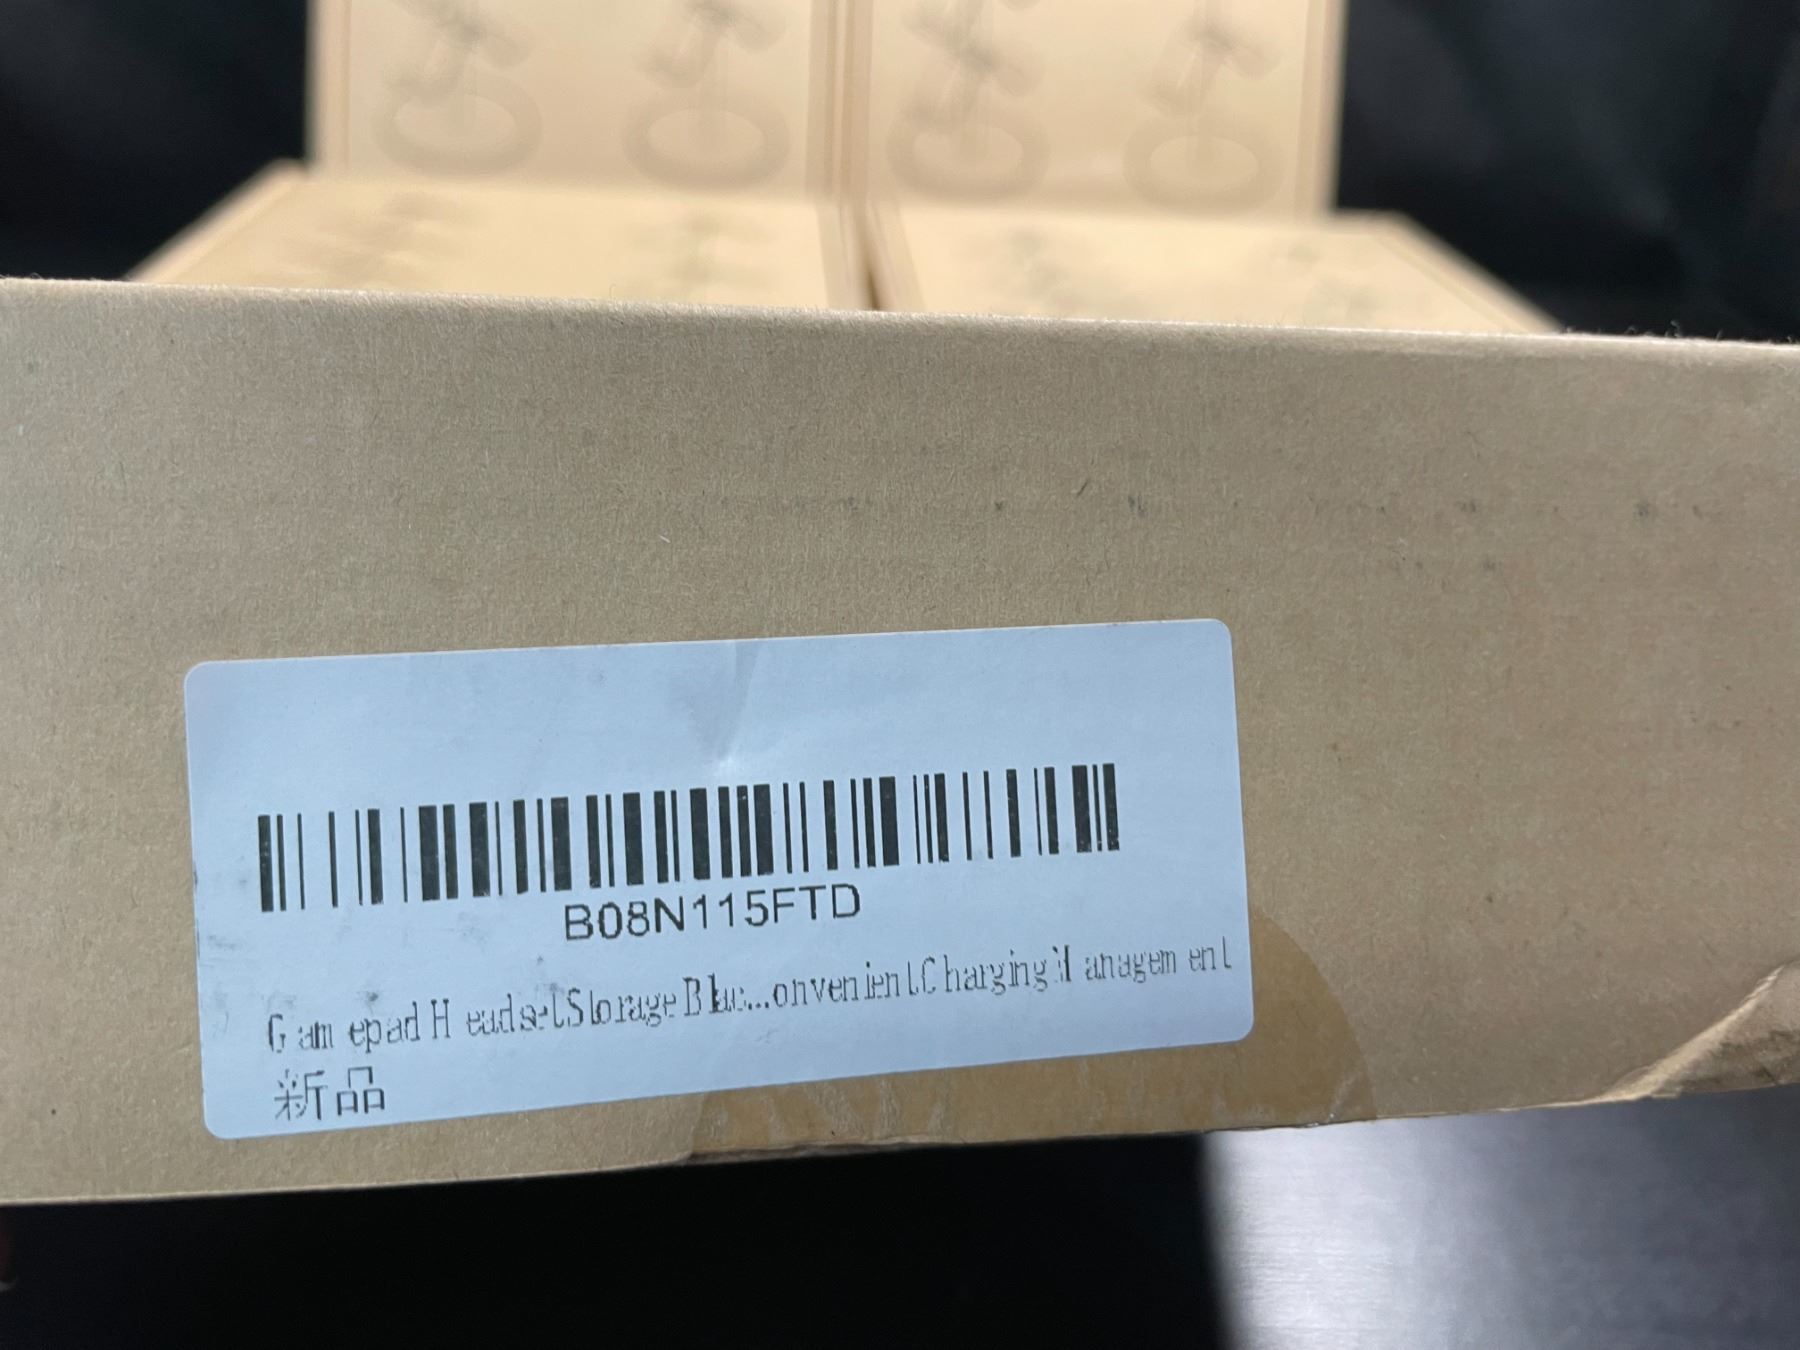 B08N115FTD
Gamepad Headset Storage Blac...onvenient Charging Management
新品